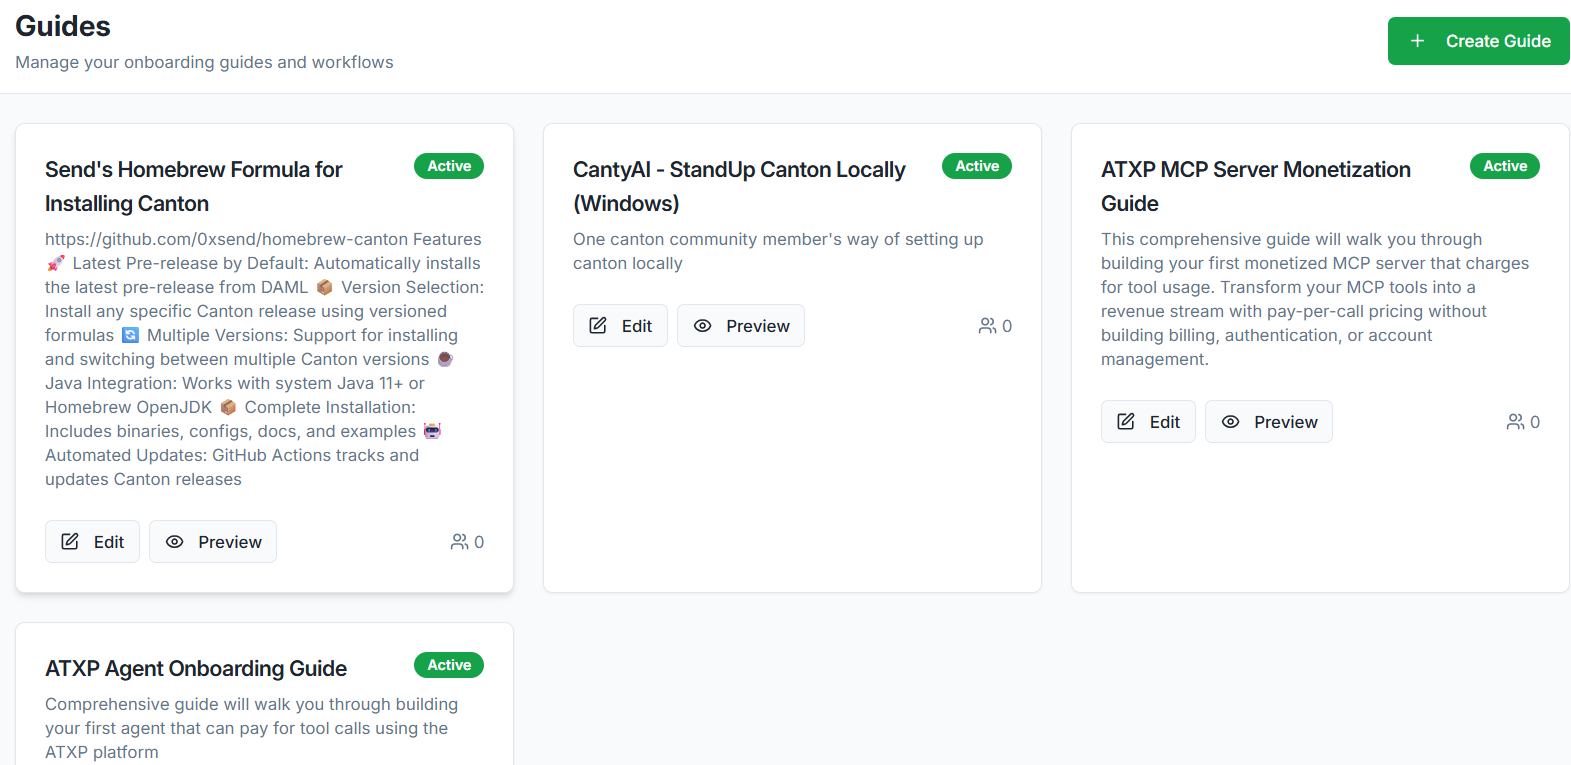 Guides
Manage your onboarding guides and workflows
Create Guide
Send's Homebrew Formula for
Installing Canton
Active
https://github.com/0xsend/homebrew-canton Features
🚀 Latest Pre-release by Default: Automatically installs
the latest pre-release from DAML 📦 Version Selection:
Install any specific Canton release using versioned
formulas 🔄 Multiple Versions: Support for installing
and switching between multiple Canton versions ☕
Java Integration: Works with system Java 11+ or
Homebrew OpenJDK 📦 Complete Installation:
Includes binaries, configs, docs, and examples 🤖
Automated Updates: GitHub Actions tracks and
updates Canton releases
Edit
Preview
0
CantyAI - StandUp Canton Locally
(Windows)
Active
One canton community member's way of setting up
canton locally
Edit
Preview
0
ATXP MCP Server Monetization
Guide
Active
This comprehensive guide will walk you through
building your first monetized MCP server that charges
for tool usage. Transform your MCP tools into a
revenue stream with pay-per-call pricing without
building billing, authentication, or account
management.
Edit
Preview
0
ATXP Agent Onboarding Guide
Active
Comprehensive guide will walk you through building
your first agent that can pay for tool calls using the
ATXP platform